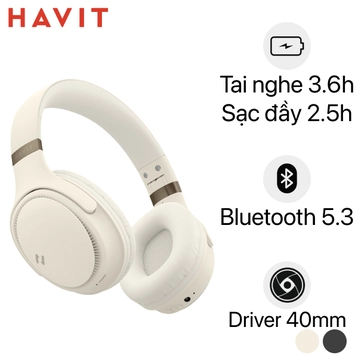 HAVIT
Tai nghe 3.6h
Sạc đầy 2.5h
Bluetooth 5.3
Driver 40mm